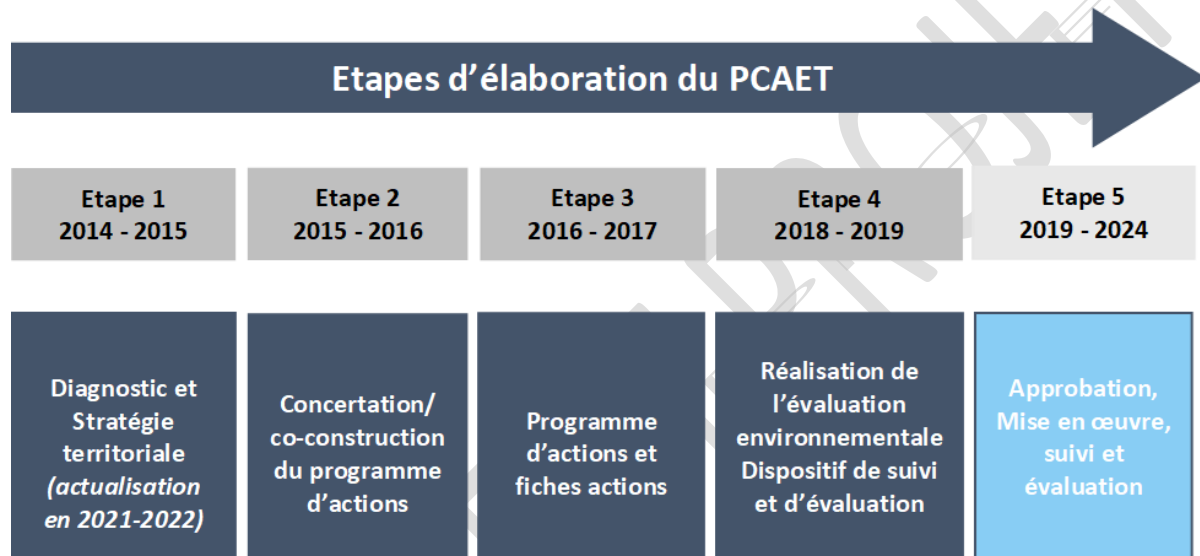 Etapes d’élaboration du PCAET
Etape 1
2014 - 2015
Etape 2
2015 - 2016
Etape 3
2016 - 2017
Etape 4
2018 - 2019
Etape 5
2019 - 2024
Diagnostic et
Stratégie
territoriale
(actualisation
en 2021-2022)
Concertation/
co-construction
du programme
d’actions
Programme
d’actions et
fiches actions
Réalisation de
l’évaluation
environnementale
Dispositif de suivi
et d’évaluation
Approbation,
Mise en œuvre,
suivi et
évaluation